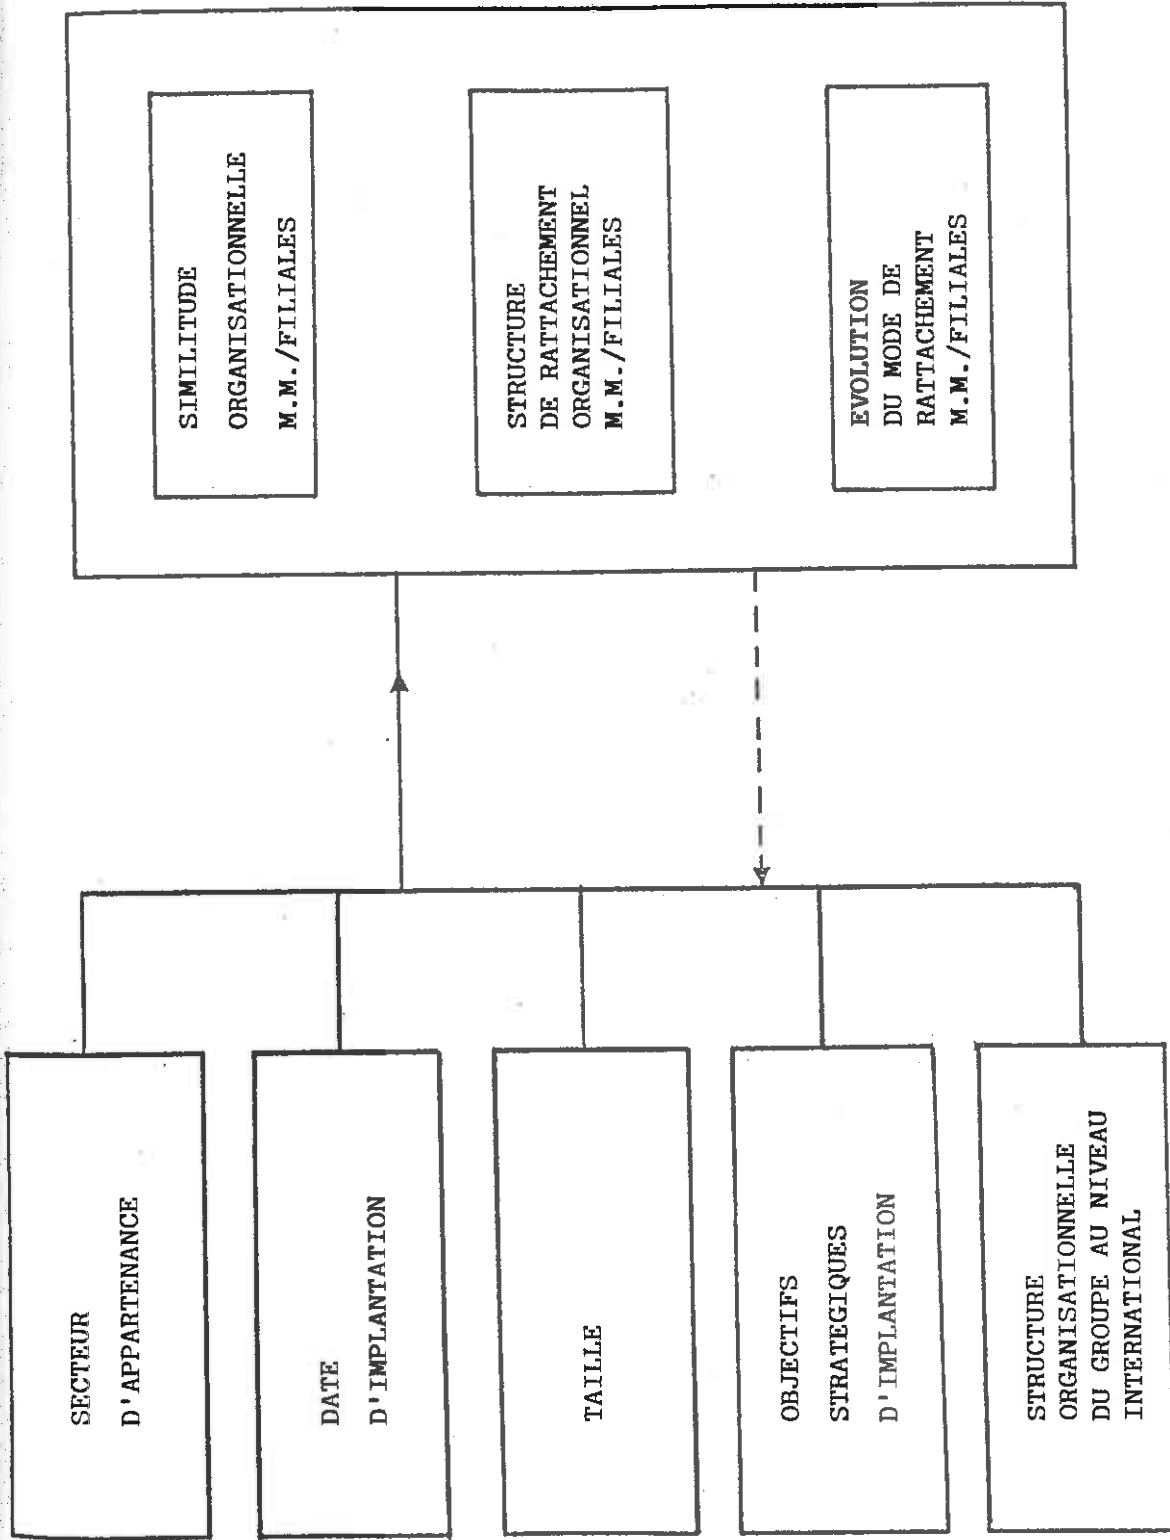 SECTEUR
D'APPARTENANCE
DATE
D'IMPLANTATION
TAILLE
OBJECTIFS
STRATEGIQUES
D'IMPLANTATION
STRUCTURE
ORGANISATIONNELLE
DU GROUPE AU NIVEAU
INTERNATIONAL
SIMILITUDE
ORGANISATIONNELLE
M.M./FILIALES
STRUCTURE
DE RATTACHEMENT
ORGANISATIONNEL
M.M./FILIALES
EVOLUTION
DU MODE DE
RATTACHEMENT
M.M./FILIALES